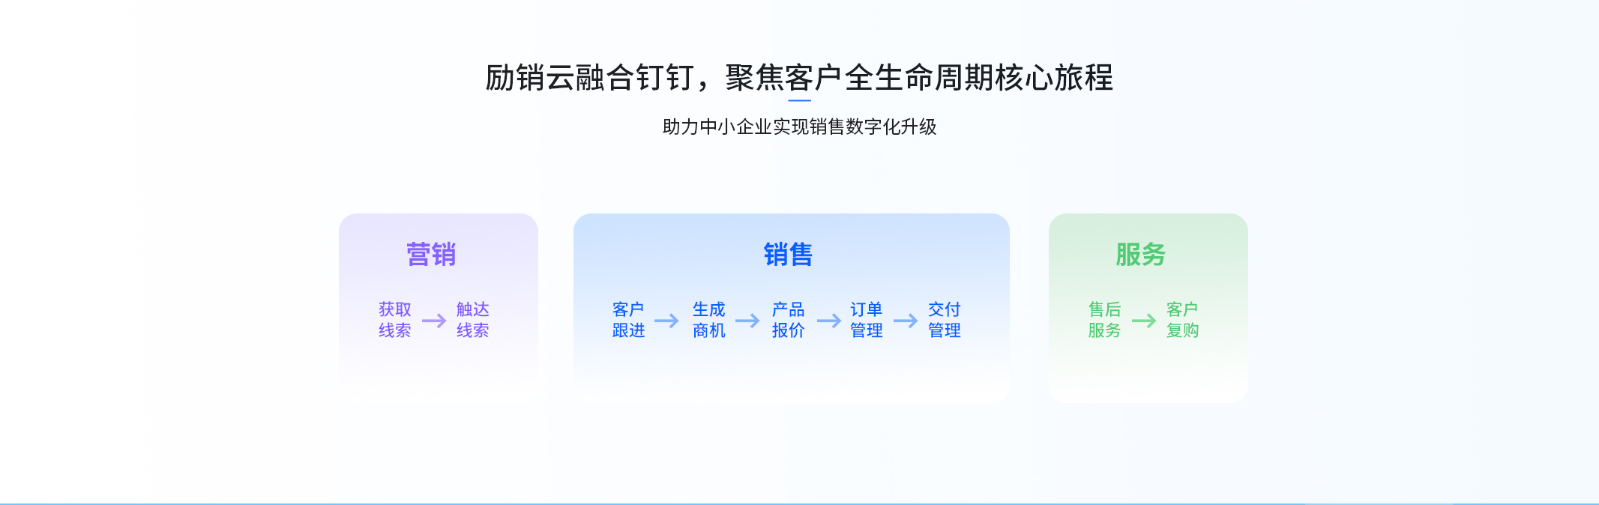 励销云融合钉钉，聚焦客户全生命周期核心旅程
助力中小企业实现销售数字化升级
营销
获取
线索
触达
线索
销售
客户
跟进
生成
商机
产品
报价
订单
管理
交付
管理
服务
售后
服务
客户
复购